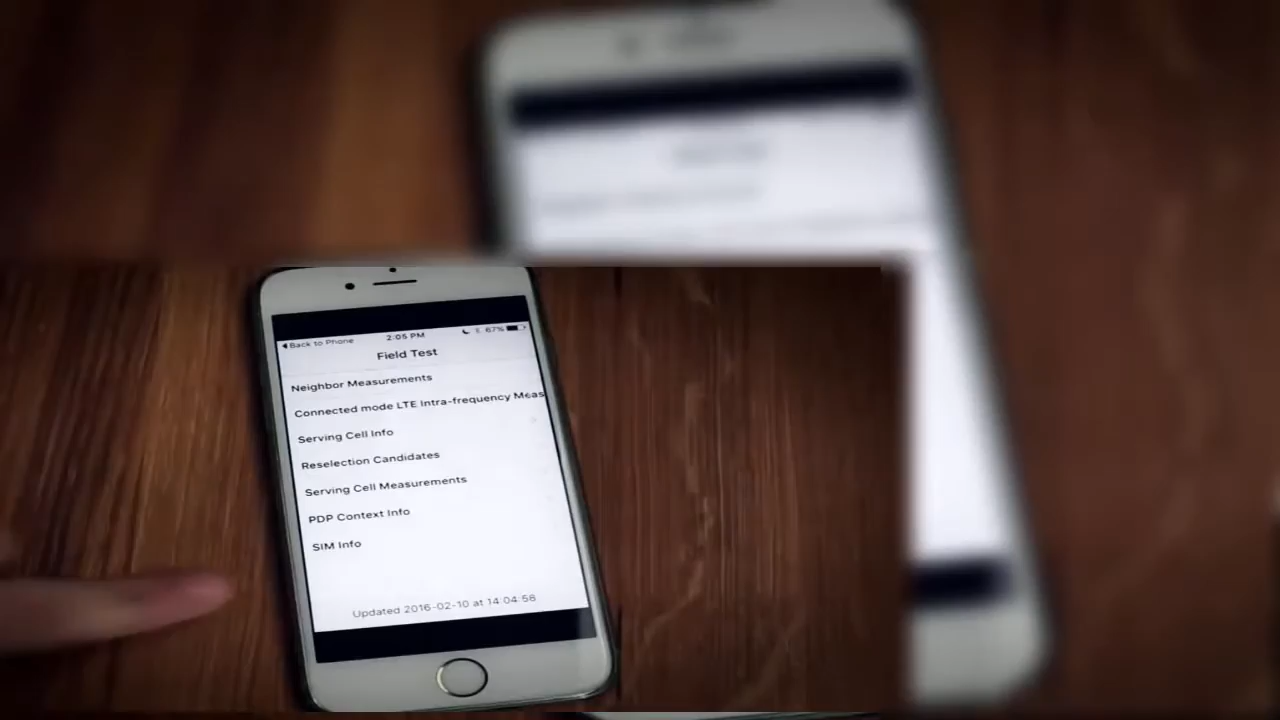 Back to Phone 2:05 PM 67%
Field Test
Neighbor Measurements
Connected mode LTE Intra-frequency Meas
Serving Cell Info
Reselection Candidates
Serving Cell Measurements
PDP Context Info
SIM Info
Updated 2016-02-10 at 14:04:58